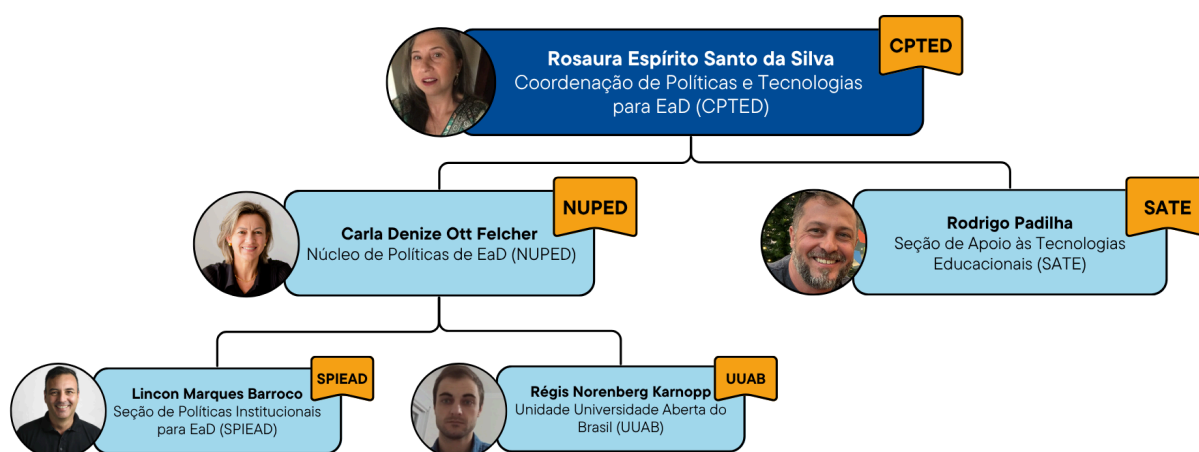 CPTED
Rosaura Espírito Santo da Silva
Coordenação de Políticas e Tecnologias
para EaD (CPTED)
NUPED
Carla Denize Ott Felcher
Núcleo de Políticas de EaD (NUPED)
SATE
Rodrigo Padilha
Seção de Apoio às Tecnologias
Educacionais (SATE)
SPIEAD
Lincon Marques Barroco
Seção de Políticas Institucionais
para EaD (SPIEAD)
UUAB
Régis Norenberg Karnopp
Unidade Universidade Aberta do
Brasil (UUAB)